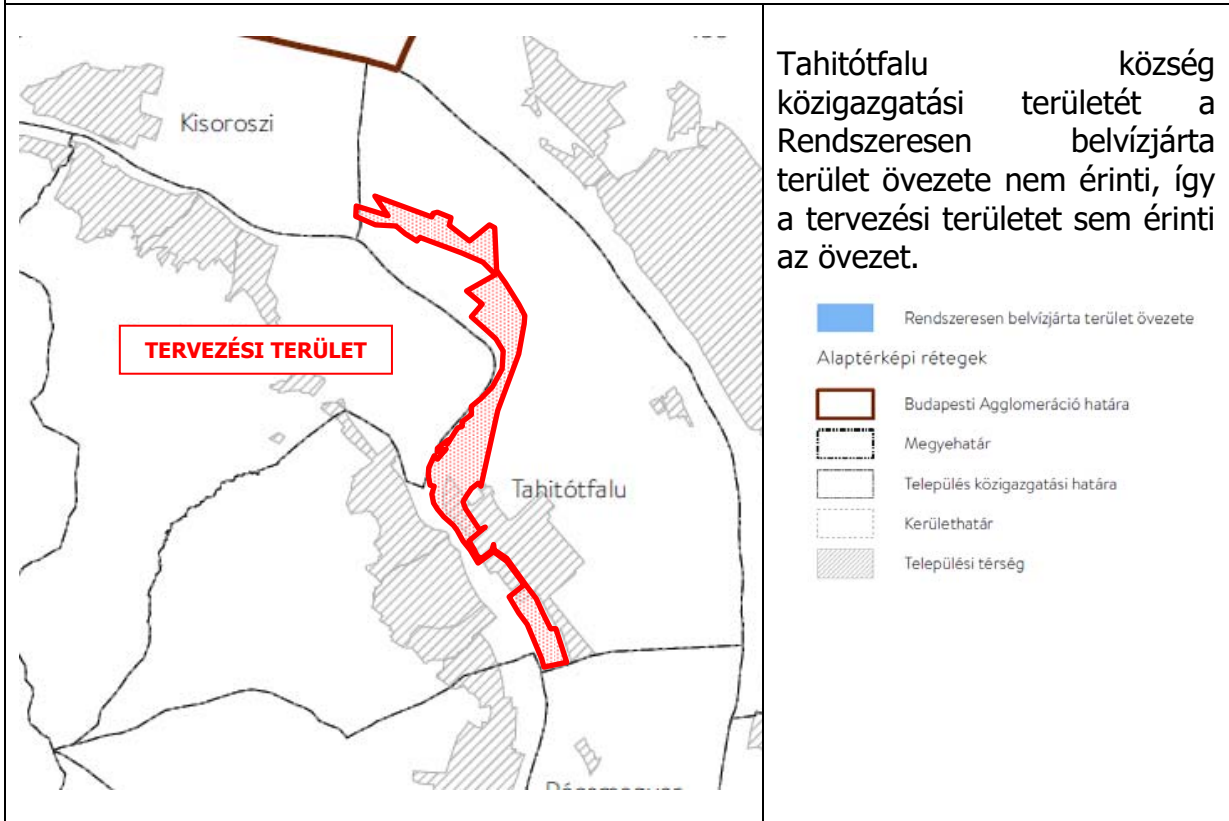 Kisoroszi
TERVEZÉSI TERÜLET
Tahitótfalu
Tahitótfalu község
közigazgatási területét a
Rendszeresen belvízjárta
terület övezete nem érinti, így
a tervezési területet sem érinti
az övezet.
Rendszeresen belvízjárta terület övezete
Alaptérképi rétegek
Budapesti Agglomeráció határa
Megyehatár
Település közigazgatási határa
Kerülethatár
Települési térség